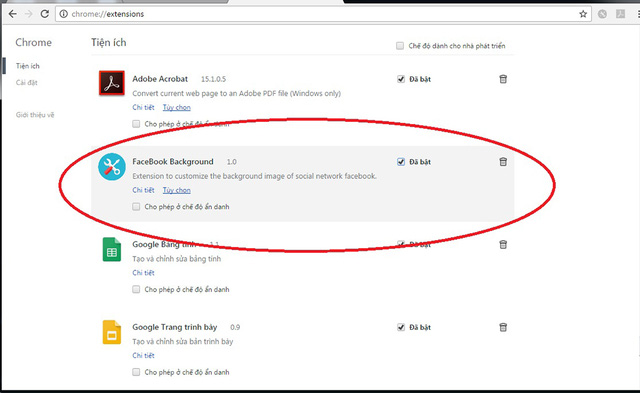 chrome://extensions
Chrome
Tiện ích
Chế độ dành cho nhà phát triển
Tiện ích
Cài đặt
Giới thiệu về
Adobe Acrobat 15.1.0.5
Đã bật
Convert current web page to an Adobe PDF file (Windows only)
Chi tiết Tùy chọn
Cho phép ở chế độ ẩn danh
FaceBook Background 1.0
Đã bật
Extension to customize the background image of social network facebook.
Chi tiết Tùy chọn
Cho phép ở chế độ ẩn danh
Google Bảng tính 1.1
Đã bật
Tạo và chỉnh sửa bảng tính
Chi tiết
Cho phép ở chế độ ẩn danh
Google Trang trình bày 0.9
Đã bật
Tạo và chỉnh sửa bản trình bày
Chi tiết
Cho phép ở chế độ ẩn danh